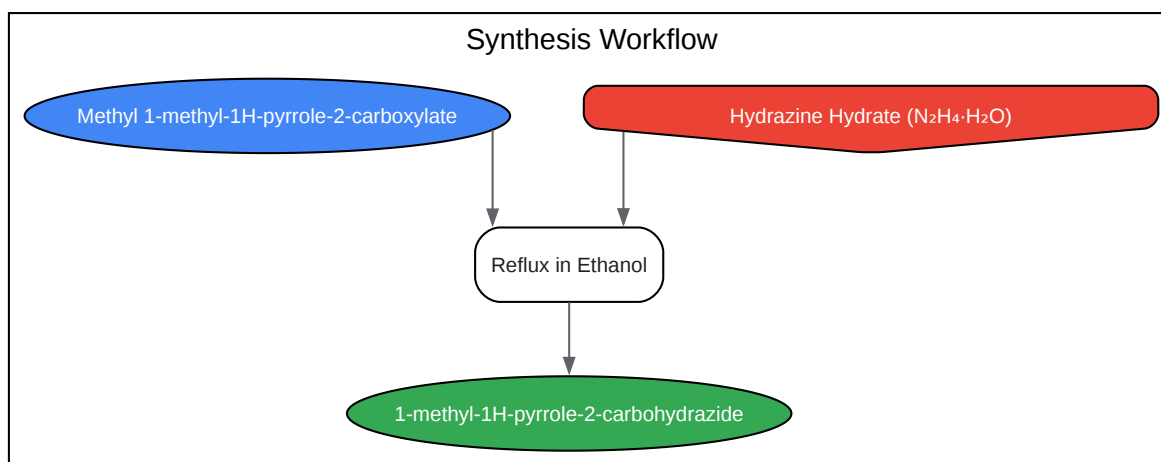 Synthesis Workflow
Methyl 1-methyl-1H-pyrrole-2-carboxylate
Hydrazine Hydrate (N₂H₄·H₂O)
Reflux in Ethanol
1-methyl-1H-pyrrole-2-carbohydrazide